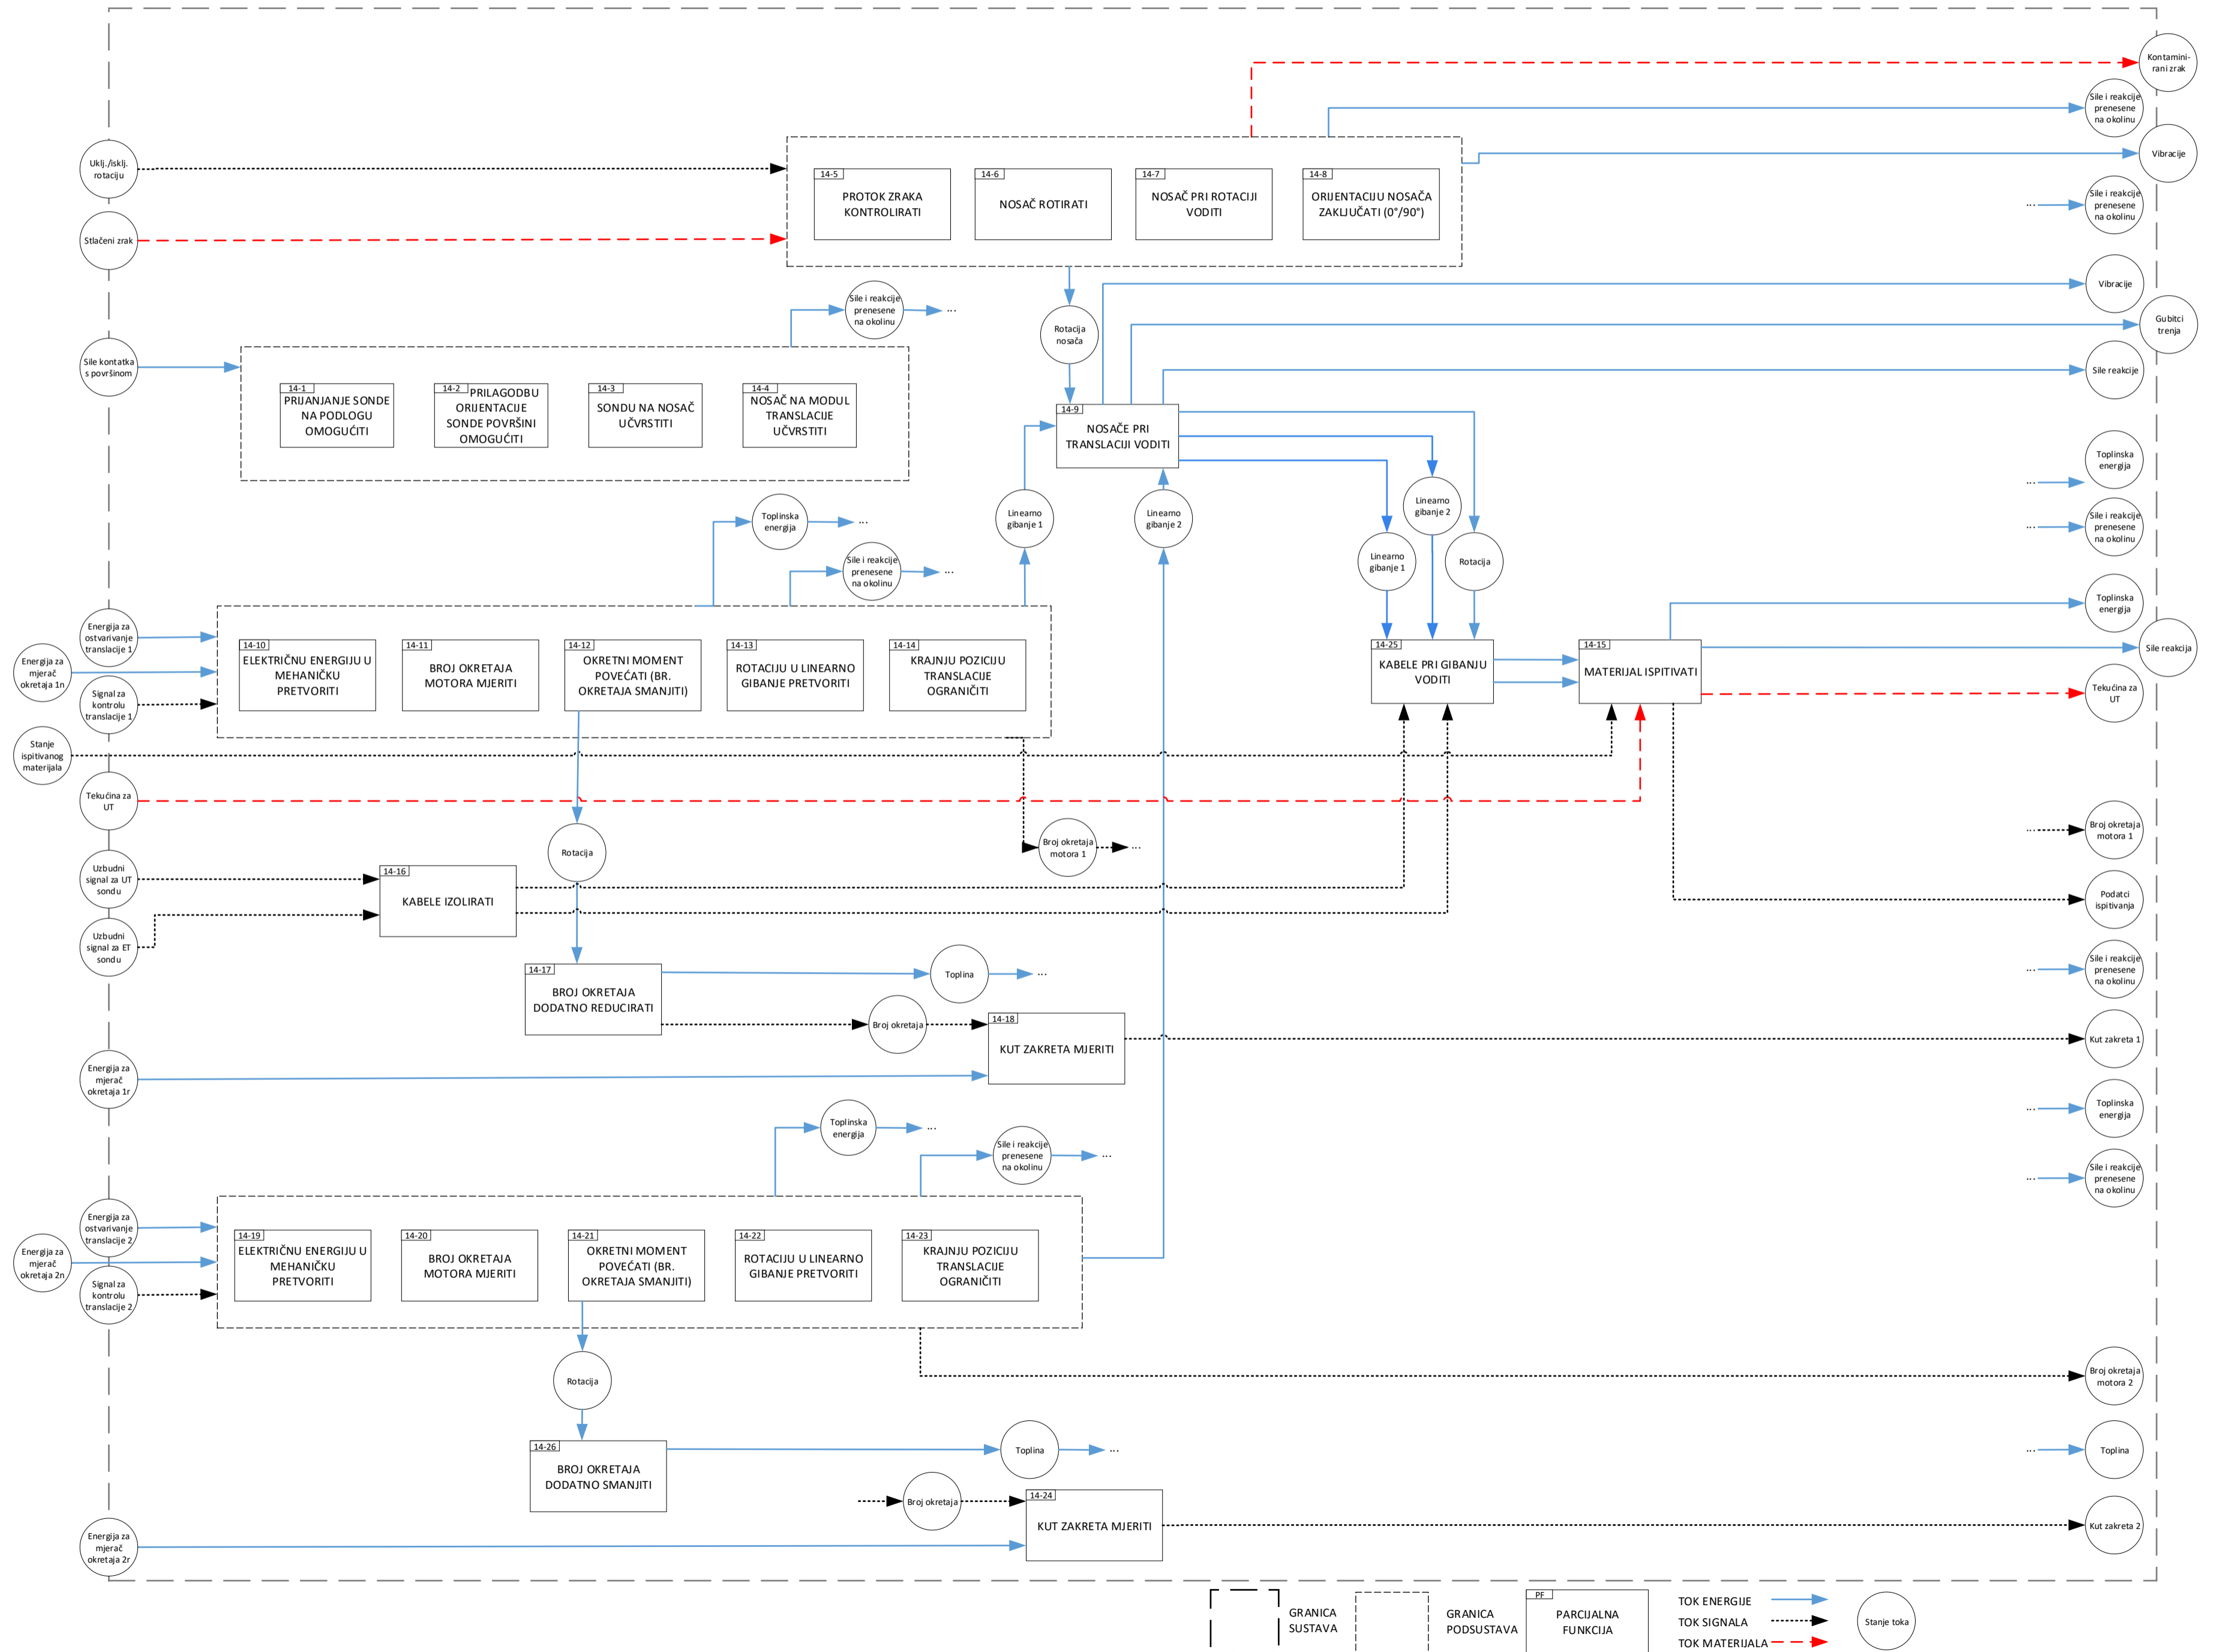 Kontamini-
rani zrak
Sile i reakcije
prenesene
na okolinu
Uklj./isklj.
rotaciju
Vibracije
14-5
PROTOK ZRAKA
KONTROLIRATI
14-6
NOSAČ ROTIRATI
14-7
NOSAČ PRI ROTACIJI
VODITI
14-8
ORIJENTACIJU NOSAČA
ZAKLJUČATI (0°/90°)
...
Sile i reakcije
prenesene
na okolinu
Stlačeni zrak
Vibracije
Sile i reakcije
prenesene
na okolinu
...
Rotacija
nosača
Gubitci
trenja
Sile kontatka
s površinom
Sile reakcije
14-1
PRIJANJANJE SONDE
NA PODLOGU
OMOGUĆITI
14-2
PRILAGODBU
ORIJENTACIJE
SONDE POVRŠINI
OMOGUĆITI
14-3
SONDU NA NOSAČ
UČVRSTITI
14-4
NOSAČ NA MODUL
TRANSLACIJE
UČVRSTITI
14-9
NOSAČE PRI
TRANSLACIJI VODITI
Toplinska
energija
...
Toplinska
energija
...
Linearno
gibanje 1
Linearno
gibanje 2
Linearno
gibanje 2
...
Sile i reakcije
prenesene
na okolinu
Sile i reakcije
prenesene
na okolinu
...
Linearno
gibanje 1
Rotacija
Toplinska
energija
Energija za
ostvarivanje
translacije 1
Energija za
mjerač
okretaja 1n
Signal za
kontrolu
translacije 1
14-10
ELEKTRIČNU ENERGIJU U
MEHANIČKU
PRETVORITI
14-11
BROJ OKRETAJA
MOTORA MJERITI
14-12
OKRETNI MOMENT
POVEĆATI (BR.
OKRETAJA SMANJITI)
14-13
ROTACIJU U LINEARNO
GIBANJE PRETVORITI
14-14
KRAJNJU POZICIJU
TRANSLACIJE
OGRANIČITI
14-25
KABELE PRI GIBANJU
VODITI
14-15
MATERIJAL ISPITIVATI
Sile reakcija
Tekućina za
UT
Stanje
ispitivanog
materijala
Tekućina za
UT
Rotacija
Broj okretaja
motora 1
...
...
Broj okretaja
motora 1
Uzbudni
signal za UT
sondu
14-16
KABELE IZOLIRATI
Podatci
ispitivanja
Uzbudni
signal za ET
sondu
14-17
BROJ OKRETAJA
DODATNO REDUCIRATI
Toplina
...
...
Sile i reakcije
prenesene
na okolinu
Broj okretaja
14-18
KUT ZAKRETA MJERITI
Kut zakreta 1
Energija za
mjerač
okretaja 1r
Toplinska
energija
...
...
Toplinska
energija
Sile i reakcije
prenesene
na okolinu
...
...
Sile i reakcije
prenesene
na okolinu
Energija za
ostvarivanje
translacije 2
Energija za
mjerač
okretaja 2n
Signal za
kontrolu
translacije 2
14-19
ELEKTRIČNU ENERGIJU U
MEHANIČKU
PRETVORITI
14-20
BROJ OKRETAJA
MOTORA MJERITI
14-21
OKRETNI MOMENT
POVEĆATI (BR.
OKRETAJA SMANJITI)
14-22
ROTACIJU U LINEARNO
GIBANJE PRETVORITI
14-23
KRAJNJU POZICIJU
TRANSLACIJE
OGRANIČITI
Rotacija
Broj okretaja
motora 2
14-26
BROJ OKRETAJA
DODATNO SMANJITI
Toplina
...
...
Toplina
Broj okretaja
14-24
KUT ZAKRETA MJERITI
Kut zakreta 2
Energija za
mjerač
okretaja 2r
GRANICA
SUSTAVA
GRANICA
PODSUSTAVA
PF
PARCIJALNA
FUNKCIJA
TOK ENERGIJE
TOK SIGNALA
TOK MATERIJALA
Stanje toka